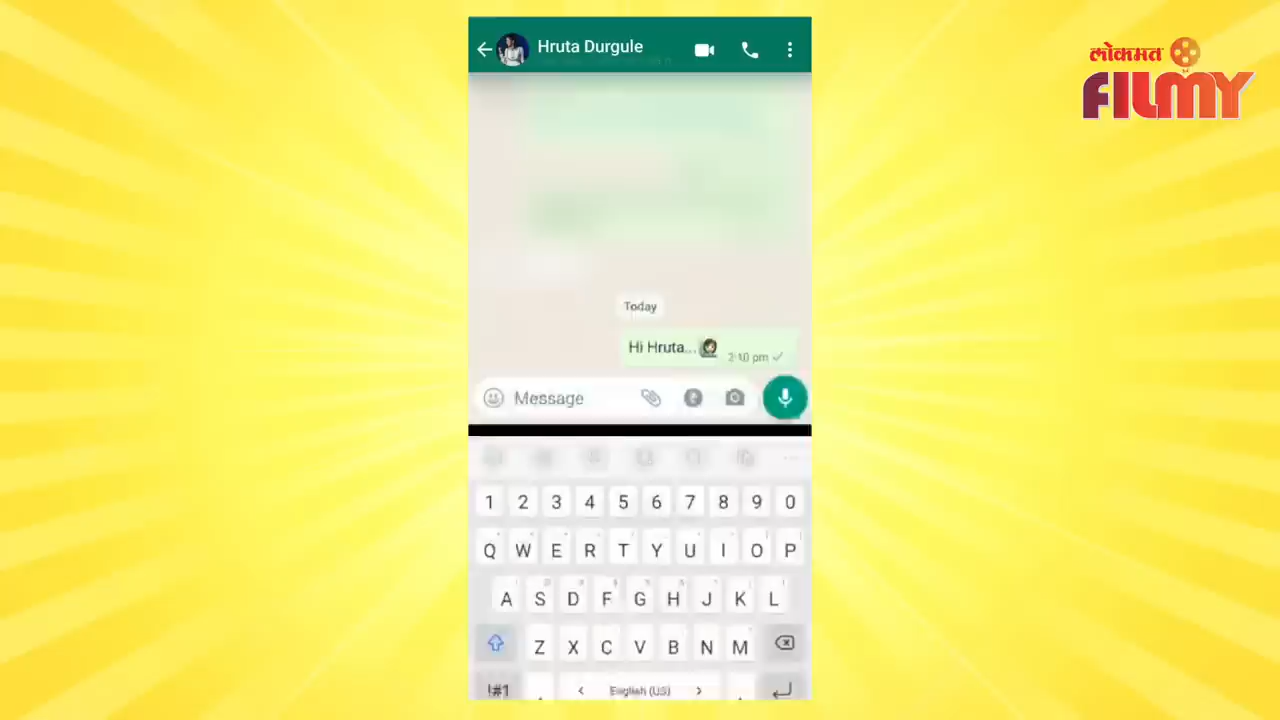 Hruta Durgule
लोकमत
FILMY
Today
Hi Hruta...
2:10 pm
Message
1 2 3 4 5 6 7 8 9 0
Q W E R T Y U I O P
A S D F G H J K L
Z X C V B N M
!#1
English (US)